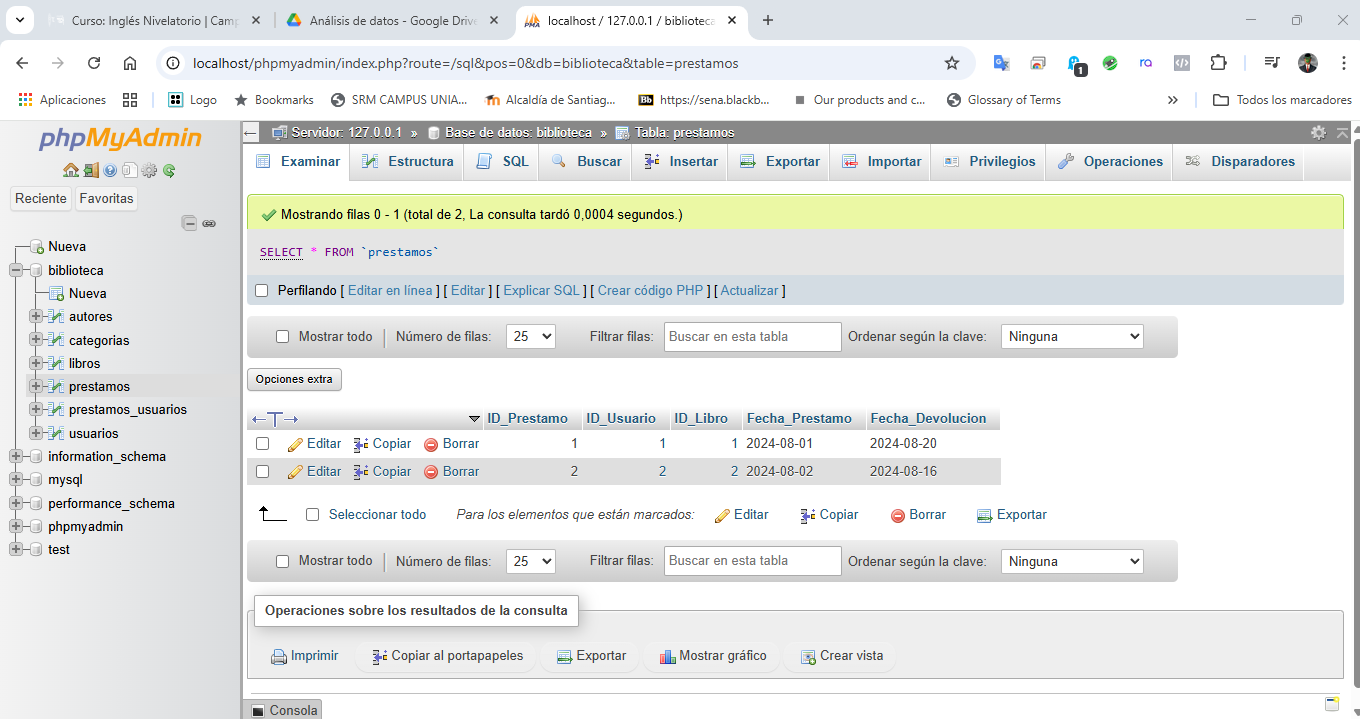 Curso: Inglés Nivelatorio | Cam
Análisis de datos - Google Drive
localhost / 127.0.0.1 / biblioteca
localhost/phpmyadmin/index.php?route=/sql&pos=0&db=biblioteca&table=prestamos
1
Aplicaciones
Logo
Bookmarks
SRM CAMPUS UNIA...
Alcaldía de Santiag...
Bb https://sena.blackb...
Our products and c...
Glossary of Terms
Todos los marcadores
phpMyAdmin
Reciente Favoritas
Nueva
biblioteca
Nueva
autores
categorias
libros
prestamos
prestamos_usuarios
usuarios
information_schema
mysql
performance_schema
phpmyadmin
test
Servidor: 127.0.0.1 » Base de datos: biblioteca » Tabla: prestamos
Examinar Estructura SQL Buscar Insertar Exportar Importar Privilegios Operaciones Disparadores
Mostrando filas 0 - 1 (total de 2, La consulta tardó 0,0004 segundos.)
SELECT * FROM `prestamos`
Perfilando [ Editar en línea ] [ Editar ] [ Explicar SQL ] [ Crear código PHP ] [ Actualizar ]
Mostrar todo | Número de filas: 25 Filtrar filas: Buscar en esta tabla Ordenar según la clave: Ninguna
Opciones extra
←T→ ID_Prestamo ID_Usuario ID_Libro Fecha_Prestamo Fecha_Devolucion
Editar Copiar Borrar 1 1 1 2024-08-01 2024-08-20
Editar Copiar Borrar 2 2 2 2024-08-02 2024-08-16
Seleccionar todo Para los elementos que están marcados: Editar Copiar Borrar Exportar
Mostrar todo | Número de filas: 25 Filtrar filas: Buscar en esta tabla Ordenar según la clave: Ninguna
Operaciones sobre los resultados de la consulta
Imprimir Copiar al portapapeles Exportar Mostrar gráfico Crear vista
Consola